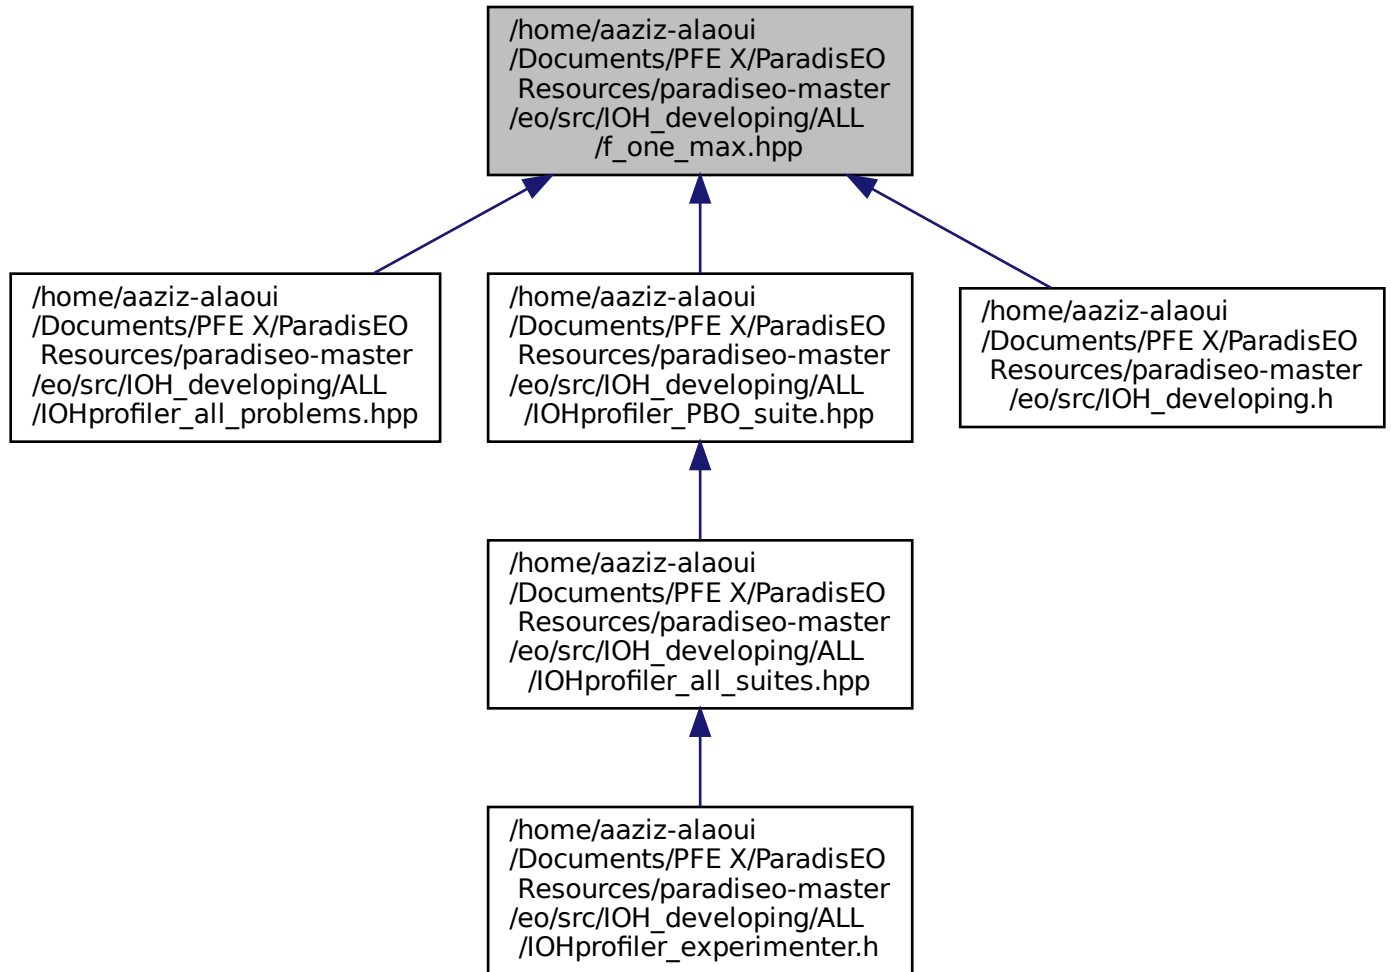 /home/aaziz-alaoui
/Documents/PFE X/ParadisEO
Resources/paradiseo-master
/eo/src/IOH_developing/ALL
/f_one_max.hpp
/home/aaziz-alaoui
/Documents/PFE X/ParadisEO
Resources/paradiseo-master
/eo/src/IOH_developing/ALL
/IOHprofiler_all_problems.hpp
/home/aaziz-alaoui
/Documents/PFE X/ParadisEO
Resources/paradiseo-master
/eo/src/IOH_developing/ALL
/IOHprofiler_PBO_suite.hpp
/home/aaziz-alaoui
/Documents/PFE X/ParadisEO
Resources/paradiseo-master
/eo/src/IOH_developing.h
/home/aaziz-alaoui
/Documents/PFE X/ParadisEO
Resources/paradiseo-master
/eo/src/IOH_developing/ALL
/IOHprofiler_all_suites.hpp
/home/aaziz-alaoui
/Documents/PFE X/ParadisEO
Resources/paradiseo-master
/eo/src/IOH_developing/ALL
/IOHprofiler_experimenter.h